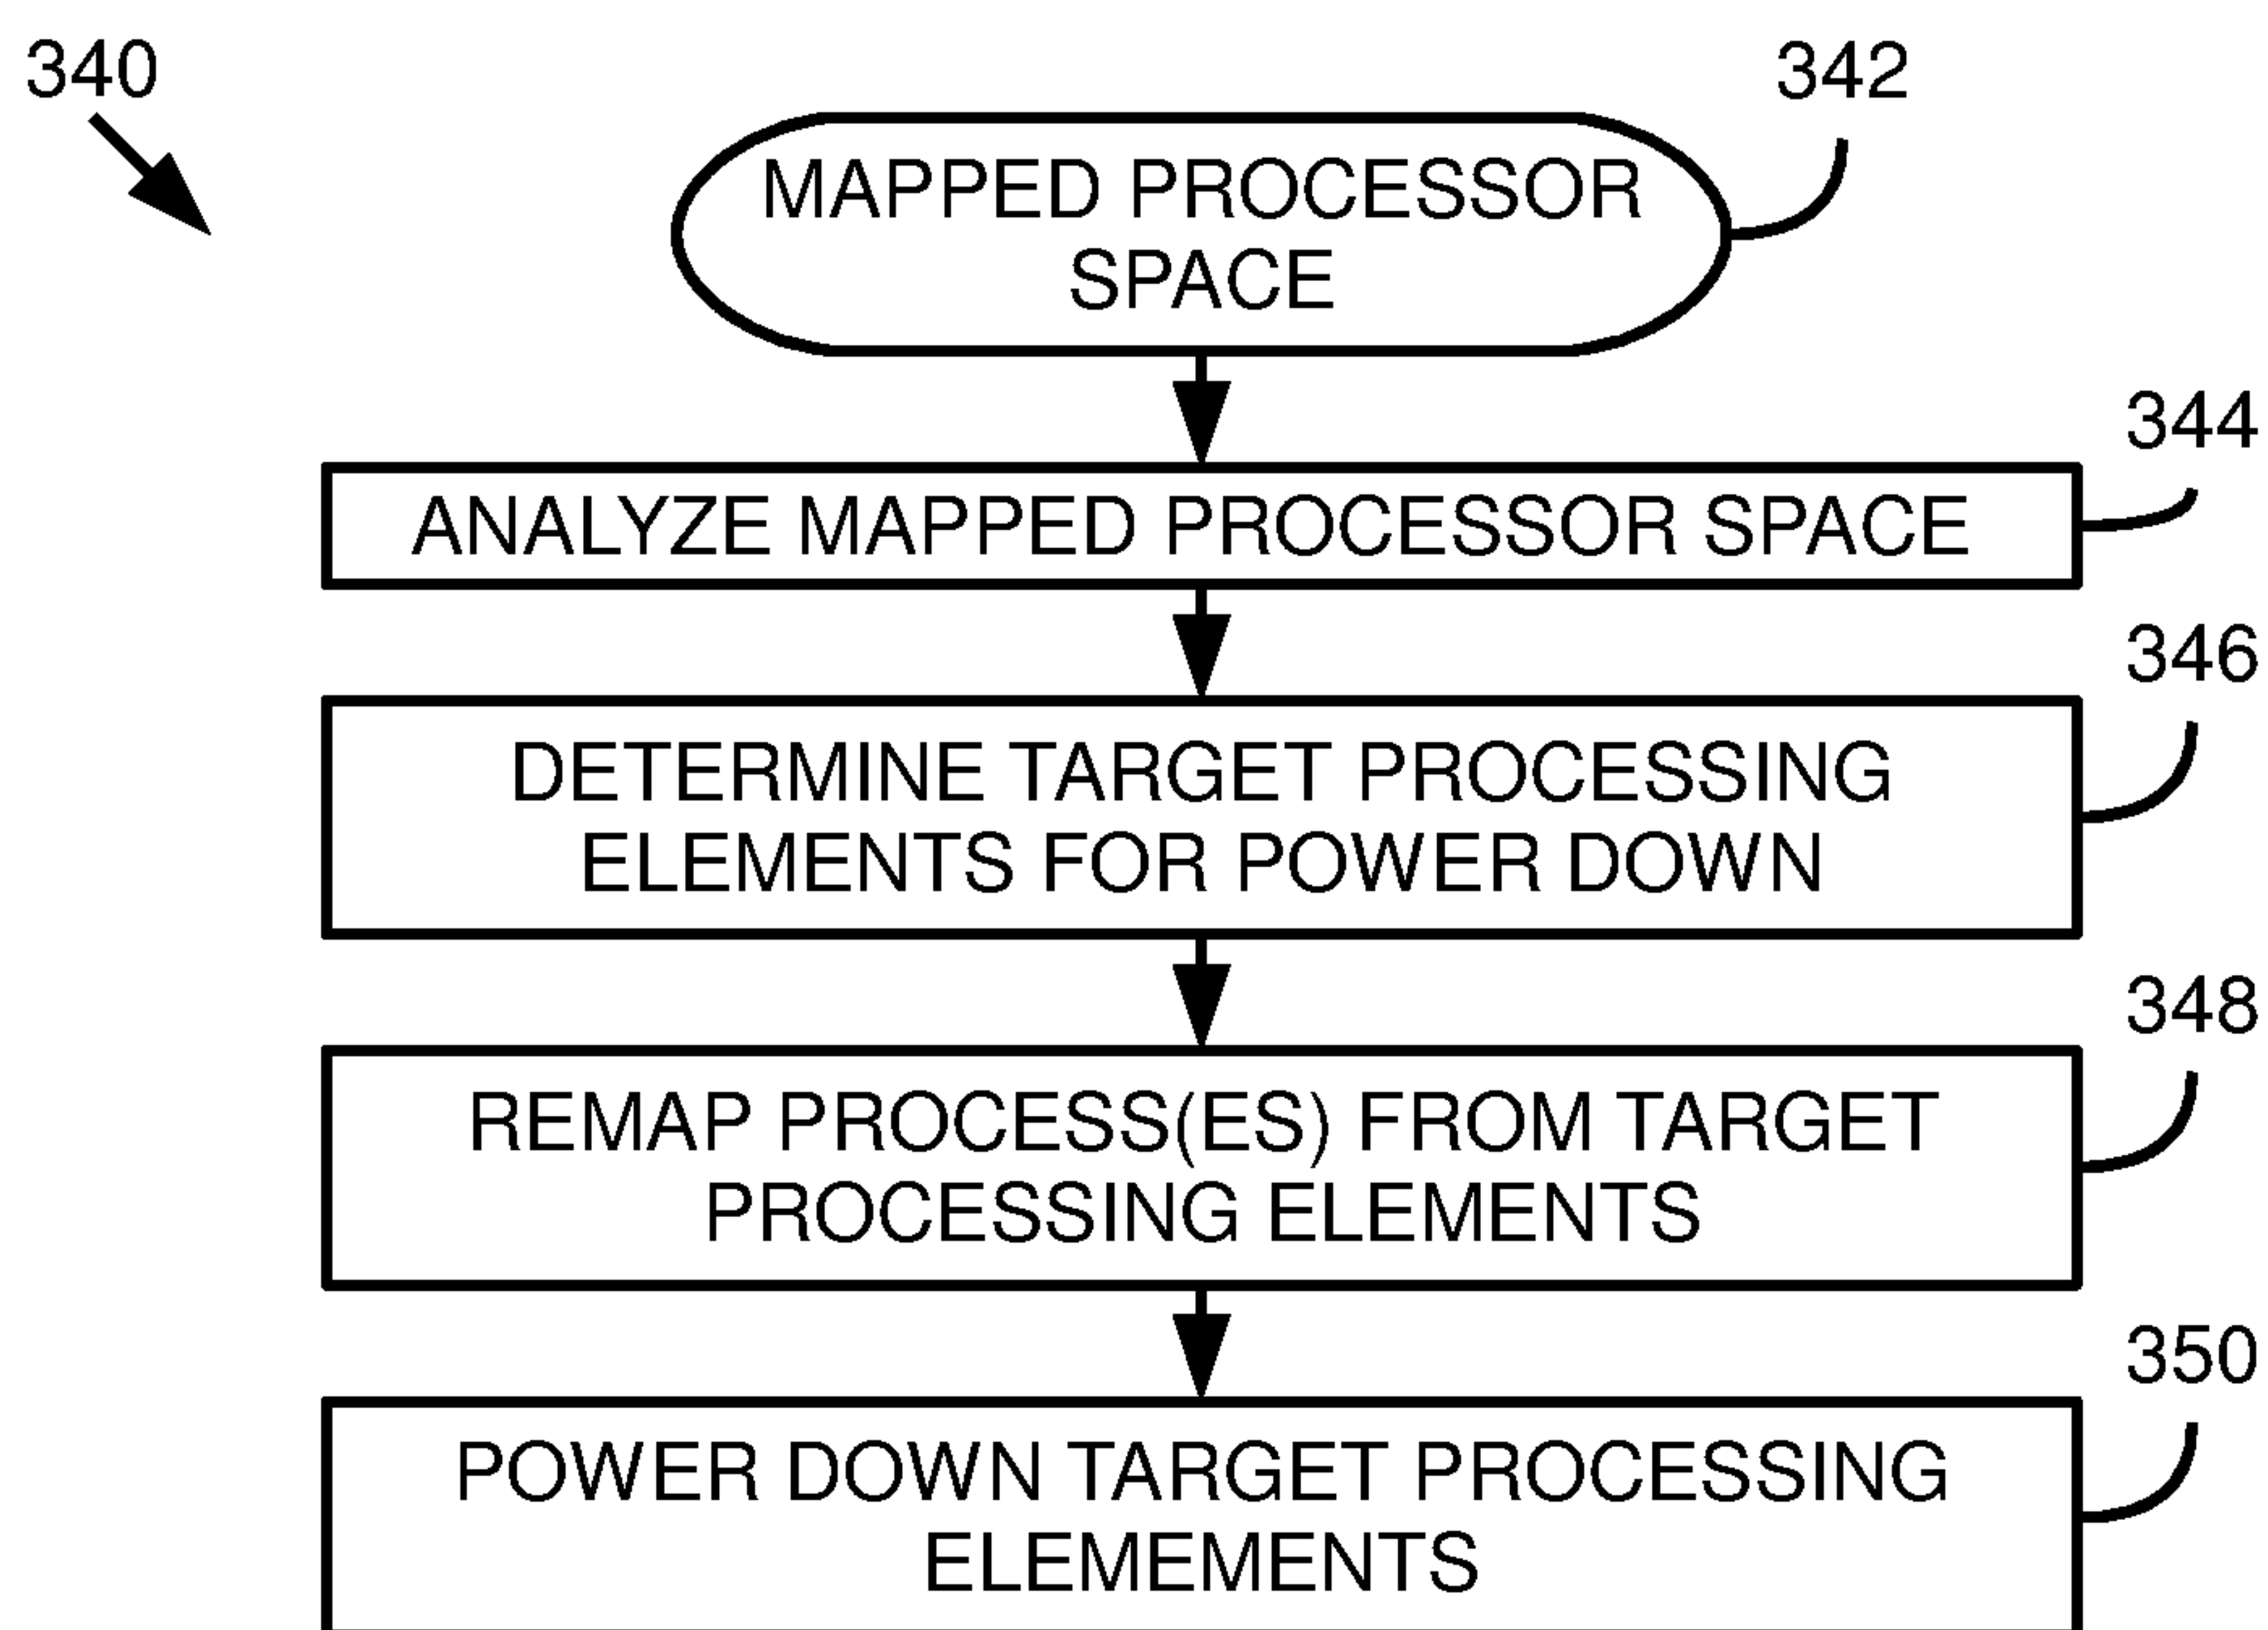 340
342
MAPPED PROCESSOR
SPACE
344
ANALYZE MAPPED PROCESSOR SPACE
346
DETERMINE TARGET PROCESSING
ELEMENTS FOR POWER DOWN
348
REMAP PROCESS(ES) FROM TARGET
PROCESSING ELEMENTS
350
POWER DOWN TARGET PROCESSING
ELEMEMENTS